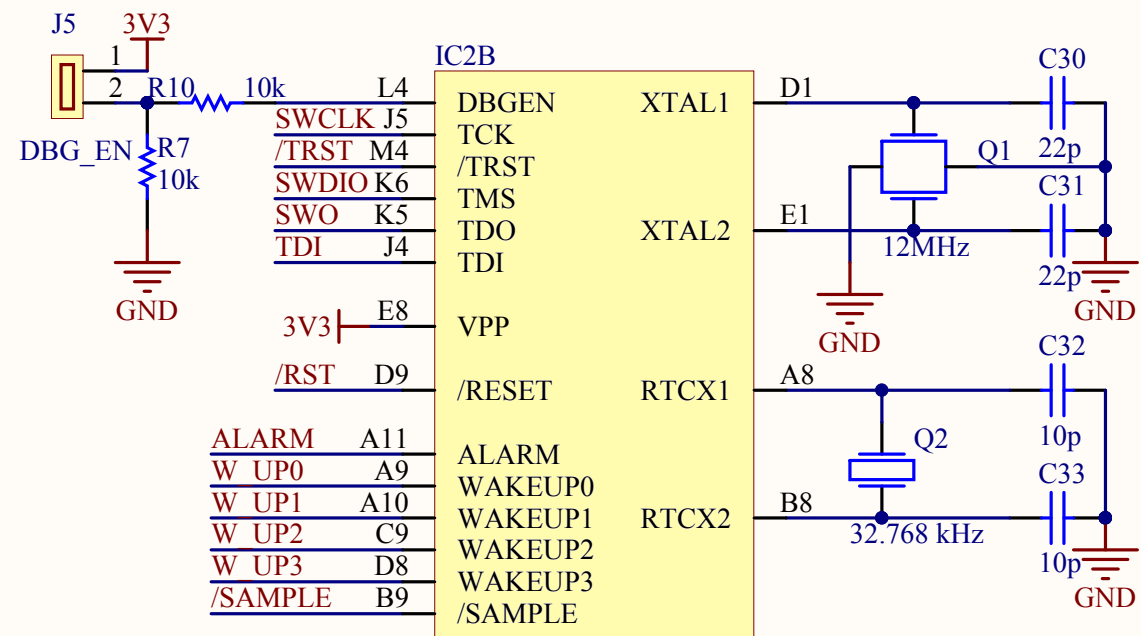 J5
3V3
1
2
R10 10k
DBG_EN
R7
10k
GND
IC2B
L4 DBGEN
SWCLK J5 TCK
/TRST M4 /TRST
SWDIO K6 TMS
SWO K5 TDO
TDI J4 TDI
3V3 E8 VPP
/RST D9 /RESET
ALARM A11 ALARM
W_UP0 A9 WAKEUP0
W_UP1 A10 WAKEUP1
W_UP2 C9 WAKEUP2
W_UP3 D8 WAKEUP3
/SAMPLE B9 /SAMPLE
XTAL1 D1
XTAL2 E1
RTCX1 A8
RTCX2 B8
C30
22p
Q1
12MHz
C31
22p
GND
GND
C32
10p
Q2
32.768 kHz
C33
10p
GND